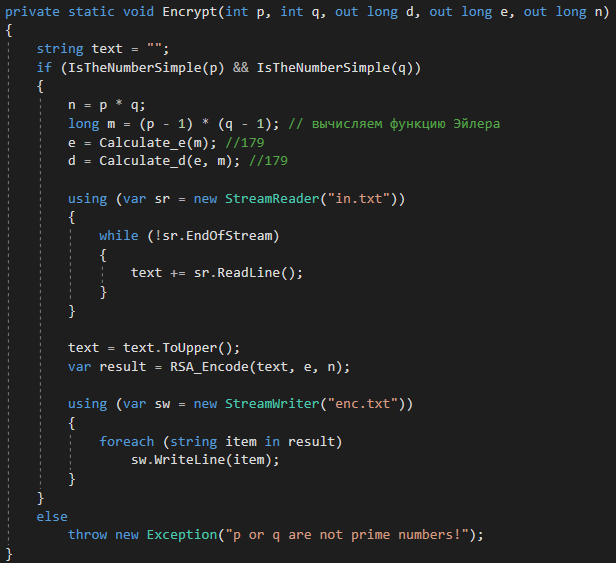 private static void Encrypt(int p, int q, out long d, out long e, out long n)
{
    string text = "";
    if (IsTheNumberSimple(p) && IsTheNumberSimple(q))
    {
        n = p * q;
        long m = (p - 1) * (q - 1); // вычисляем функцию Эйлера
        e = Calculate_e(m); //179
        d = Calculate_d(e, m); //179

        using (var sr = new StreamReader("in.txt"))
        {
            while (!sr.EndOfStream)
            {
                text += sr.ReadLine();
            }
        }

        text = text.ToUpper();
        var result = RSA_Encode(text, e, n);

        using (var sw = new StreamWriter("enc.txt"))
        {
            foreach (string item in result)
                sw.WriteLine(item);
        }
    }
    else
        throw new Exception("p or q are not prime numbers!");
}